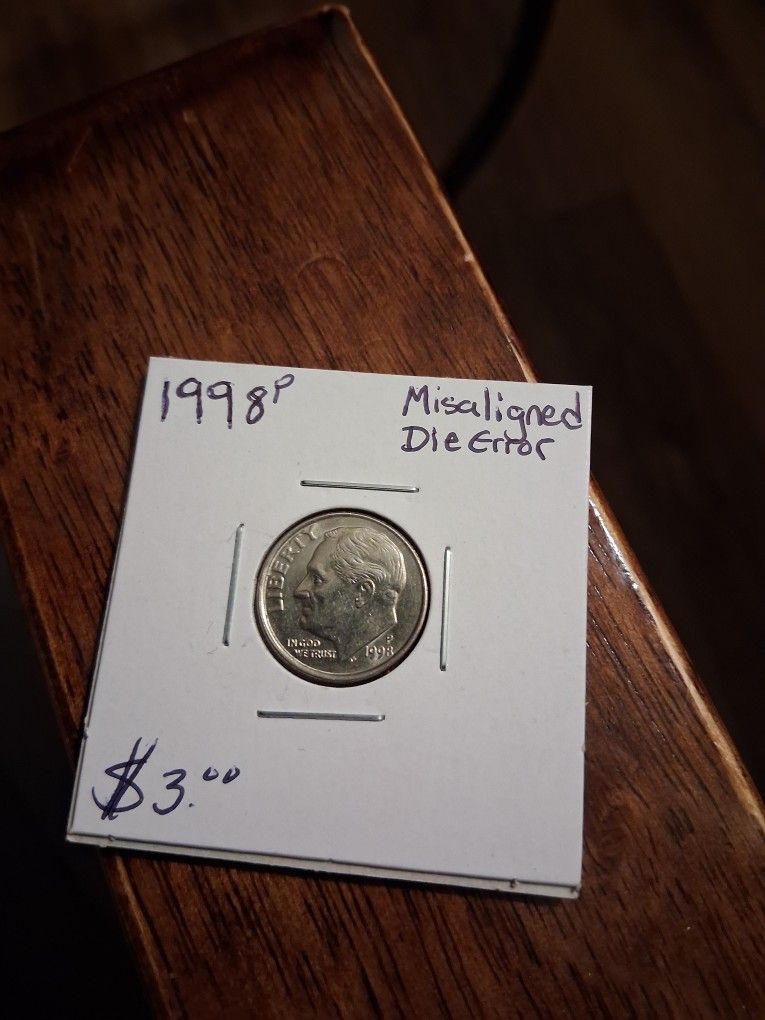 1998P
Misaligned
Die Error
LIBERTY
IN GOD
WE TRUST
P
1998
$3.00